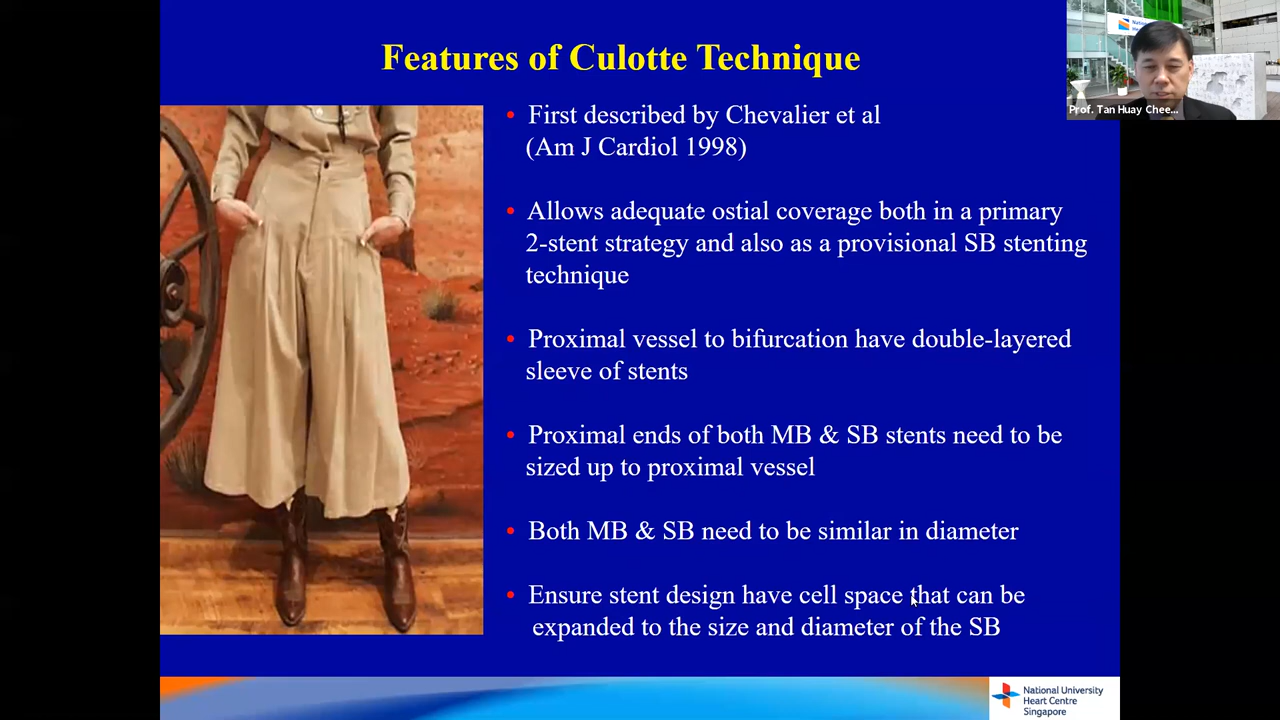 Features of Culotte Technique
• First described by Chevalier et al
(Am J Cardiol 1998)
• Allows adequate ostial coverage both in a primary
2-stent strategy and also as a provisional SB stenting
technique
• Proximal vessel to bifurcation have double-layered
sleeve of stents
• Proximal ends of both MB & SB stents need to be
sized up to proximal vessel
• Both MB & SB need to be similar in diameter
• Ensure stent design have cell space that can be
expanded to the size and diameter of the SB
National University
Heart Centre
Singapore
Prof. Tan Huay Chee...